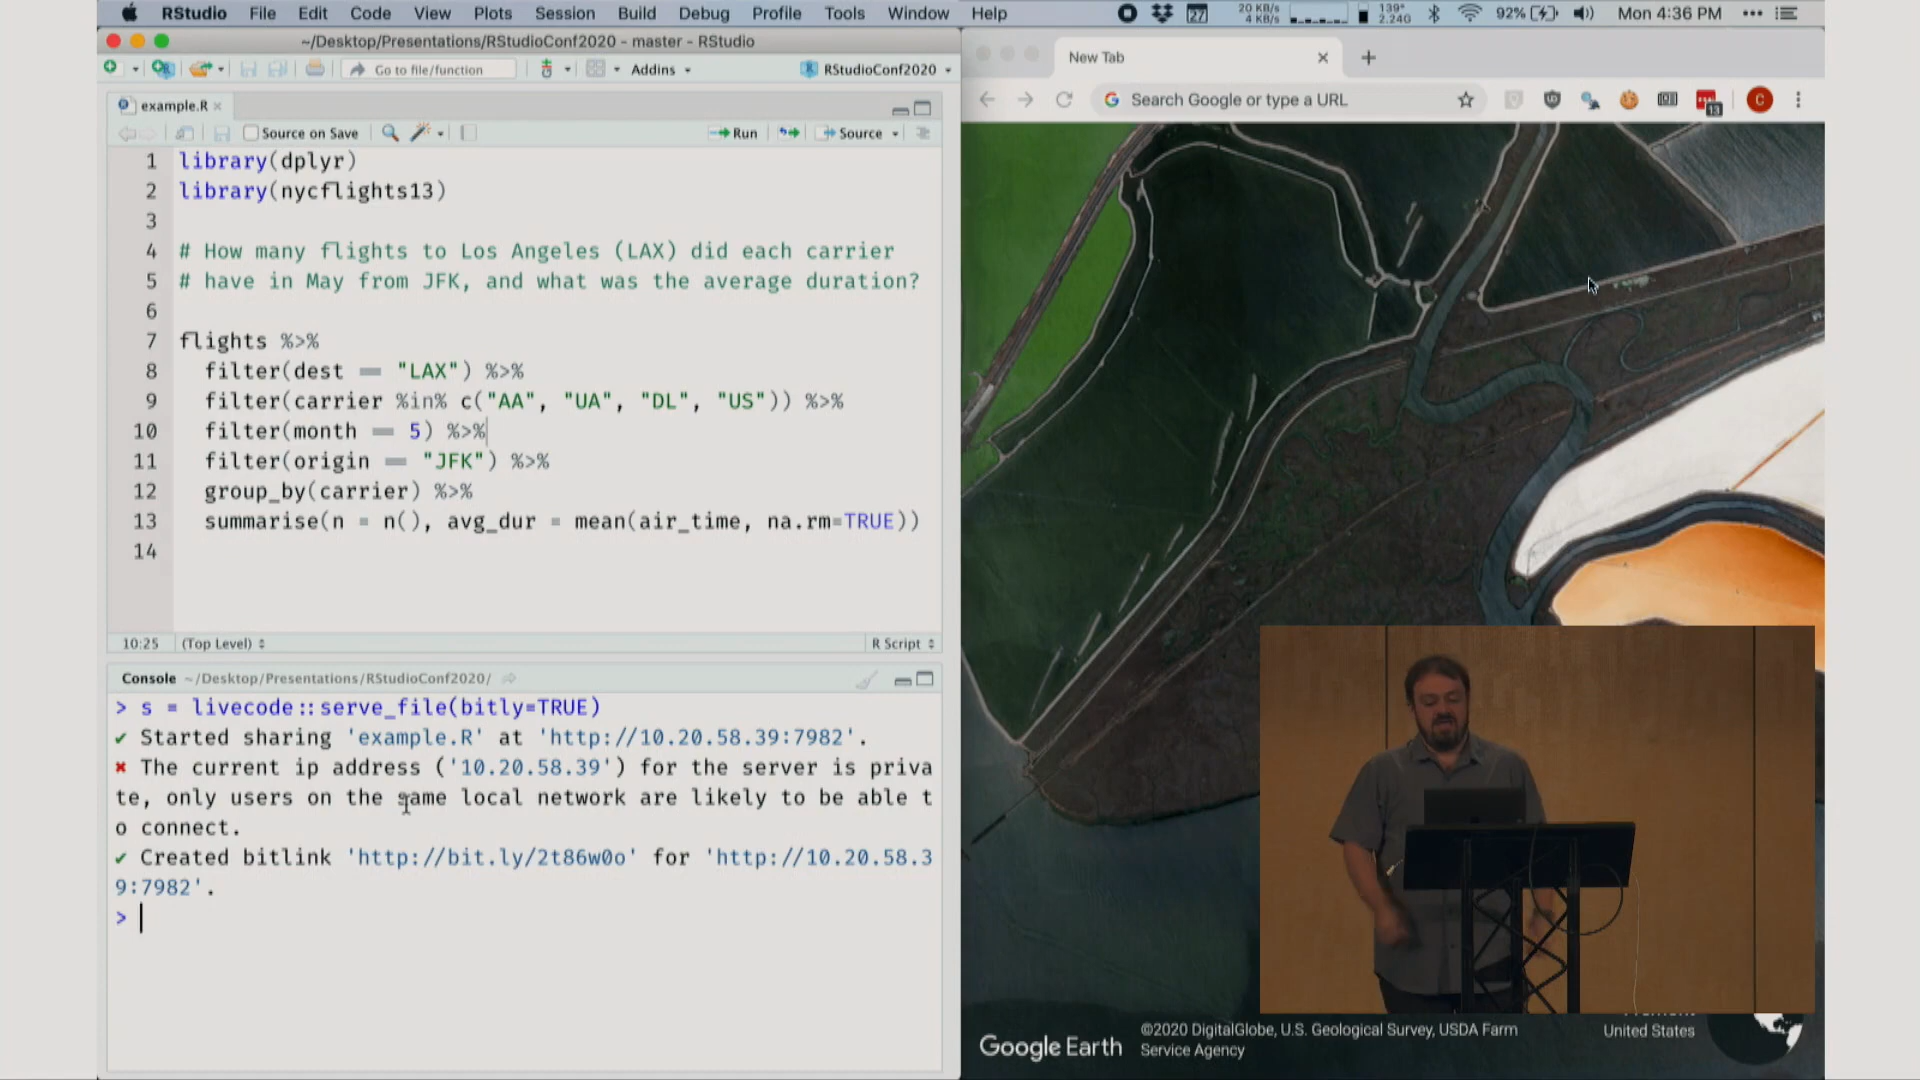 RStudio File Edit Code View Plots Session Build Debug Profile Tools Window Help
20 KB/s
4 KB/s
27
139°
2.240
92%
Mon 4:36 PM
~/Desktop/Presentations/RStudioConf2020 - master - RStudio
Go to file/function
Addins
RStudioConf2020
example.R
Source on Save
Run
Source
1 library(dplyr)
2 library(nycflights13)
3
4 # How many flights to Los Angeles (LAX) did each carrier
5 # have in May from JFK, and what was the average duration?
6
7 flights %>%
8 filter(dest == "LAX") %>%
9 filter(carrier %in% c("AA", "UA", "DL", "US")) %>%
10 filter(month == 5) %>%
11 filter(origin == "JFK") %>%
12 group_by(carrier) %>%
13 summarise(n = n(), avg_dur = mean(air_time, na.rm=TRUE))
14
10:25 (Top Level)
R Script
Console ~/Desktop/Presentations/RStudioConf2020/
> s = livecode::serve_file(bitly=TRUE)
✔ Started sharing 'example.R' at 'http://10.20.58.39:7982'.
✖ The current ip address ('10.20.58.39') for the server is priva
te, only users on the same local network are likely to be able t
o connect.
✔ Created bitlink 'http://bit.ly/2t86w0o' for 'http://10.20.58.3
9:7982'.
>
New Tab
Search Google or type a URL
13
C
Google Earth
©2020 DigitalGlobe, U.S. Geological Survey, USDA Farm
Service Agency
United States